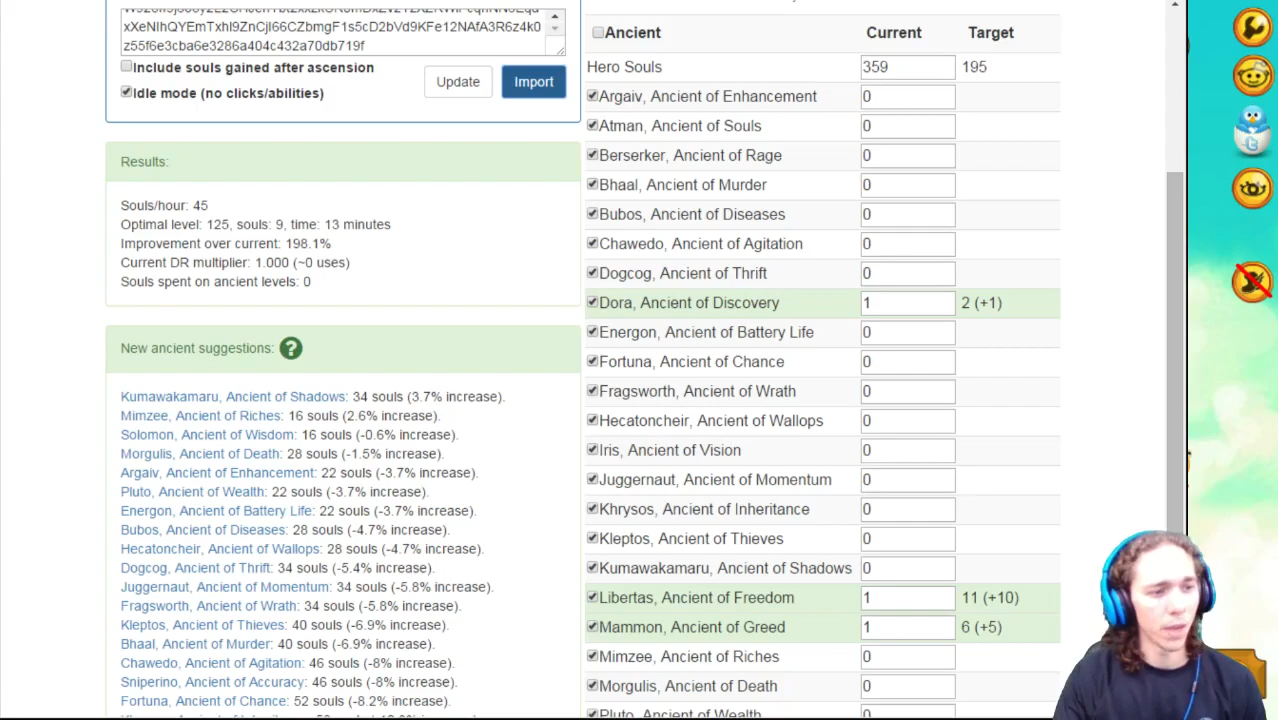 xXeNIhQYEmTxhl9ZnCjI66CZbmgF1s5cD2bVd9KFe12NAfA3R6z4k0
z55f6e3cba6e3286a404c432a70db719f
Include souls gained after ascension
Idle mode (no clicks/abilities)
Update
Import
Results:
Souls/hour: 45
Optimal level: 125, souls: 9, time: 13 minutes
Improvement over current: 198.1%
Current DR multiplier: 1.000 (~0 uses)
Souls spent on ancient levels: 0
New ancient suggestions: ?
Kumawakamaru, Ancient of Shadows: 34 souls (3.7% increase).
Mimzee, Ancient of Riches: 16 souls (2.6% increase).
Solomon, Ancient of Wisdom: 16 souls (-0.6% increase).
Morgulis, Ancient of Death: 28 souls (-1.5% increase).
Argaiv, Ancient of Enhancement: 22 souls (-3.7% increase).
Pluto, Ancient of Wealth: 22 souls (-3.7% increase).
Energon, Ancient of Battery Life: 22 souls (-3.7% increase).
Bubos, Ancient of Diseases: 28 souls (-4.7% increase).
Hecatoncheir, Ancient of Wallops: 28 souls (-4.7% increase).
Dogcog, Ancient of Thrift: 34 souls (-5.4% increase).
Juggernaut, Ancient of Momentum: 34 souls (-5.8% increase).
Fragsworth, Ancient of Wrath: 34 souls (-5.8% increase).
Kleptos, Ancient of Thieves: 40 souls (-6.9% increase).
Bhaal, Ancient of Murder: 40 souls (-6.9% increase).
Chawedo, Ancient of Agitation: 46 souls (-8% increase).
Sniperino, Ancient of Accuracy: 46 souls (-8% increase).
Fortuna, Ancient of Chance: 52 souls (-8.2% increase).
Ancient Current Target
Hero Souls 359 195
Argaiv, Ancient of Enhancement 0
Atman, Ancient of Souls 0
Berserker, Ancient of Rage 0
Bhaal, Ancient of Murder 0
Bubos, Ancient of Diseases 0
Chawedo, Ancient of Agitation 0
Dogcog, Ancient of Thrift 0
Dora, Ancient of Discovery 1 2 (+1)
Energon, Ancient of Battery Life 0
Fortuna, Ancient of Chance 0
Fragsworth, Ancient of Wrath 0
Hecatoncheir, Ancient of Wallops 0
Iris, Ancient of Vision 0
Juggernaut, Ancient of Momentum 0
Khrysos, Ancient of Inheritance 0
Kleptos, Ancient of Thieves 0
Kumawakamaru, Ancient of Shadows 0
Libertas, Ancient of Freedom 1 11 (+10)
Mammon, Ancient of Greed 1 6 (+5)
Mimzee, Ancient of Riches 0
Morgulis, Ancient of Death 0
Pluto, Ancient of Wealth 0